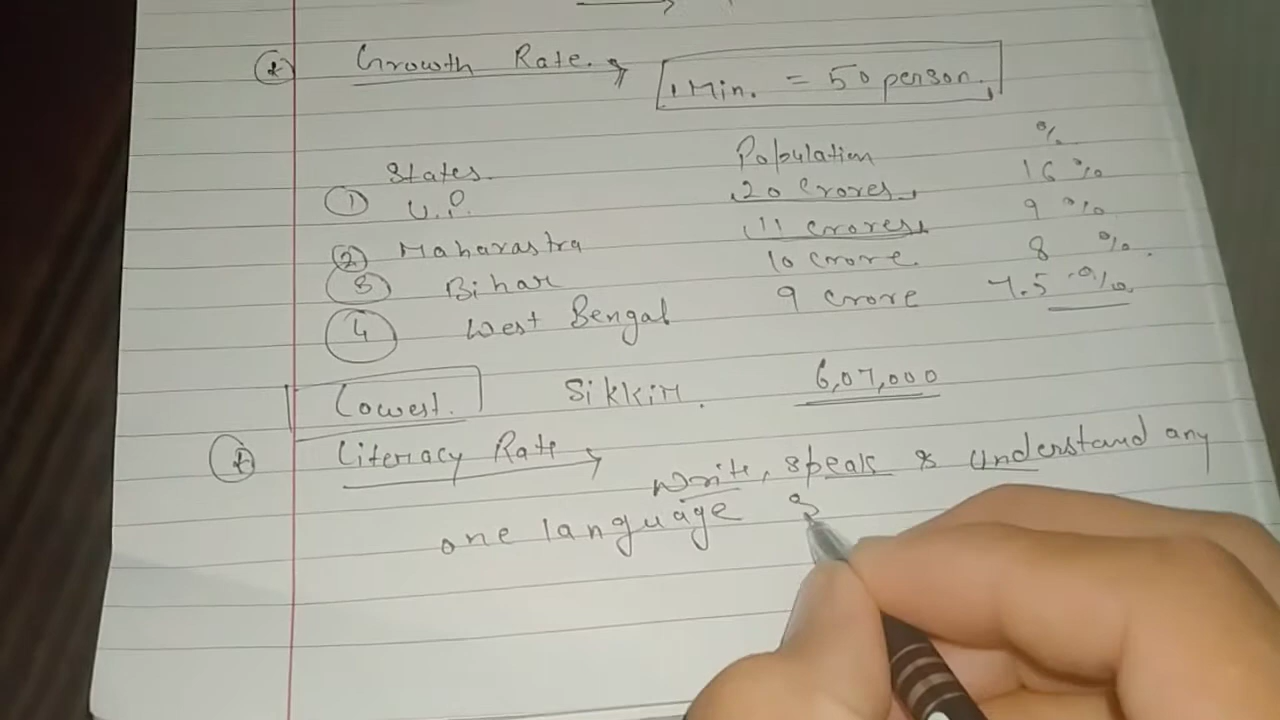 Growth Rate. → 1 Min. = 50 person.
States. Population %
① U.P. 20 crores. 16 %
② Maharastra 11 crores 9 %
③ Bihar 10 crore. 8 %.
④ West Bengal 9 crore 7.5 %
Lowest. Sikkim. 6,07,000
Literacy Rate →
Write, speak & understand any
one language